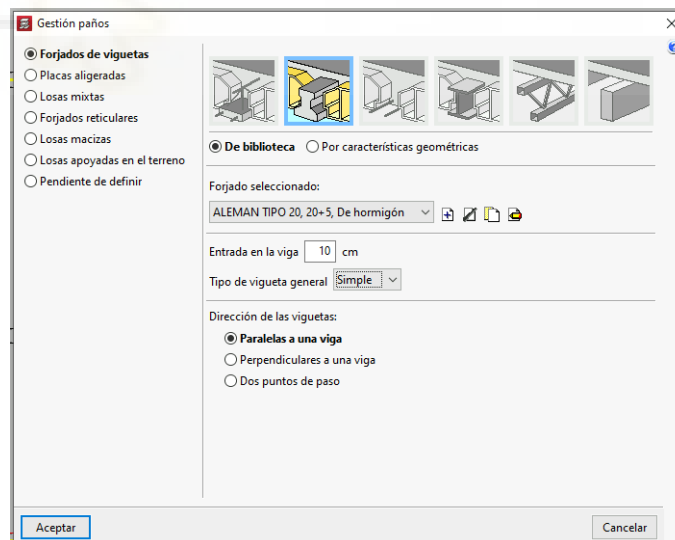 Gestión paños
Forjados de viguetas
Placas aligeradas
Losas mixtas
Forjados reticulares
Losas macizas
Losas apoyadas en el terreno
Pendiente de definir
De biblioteca Por características geométricas
Forjado seleccionado:
ALEMAN TIPO 20, 20+5, De hormigón
Entrada en la viga 10 cm
Tipo de vigueta general Simple
Dirección de las viguetas:
Paralelas a una viga
Perpendiculares a una viga
Dos puntos de paso
Aceptar Cancelar